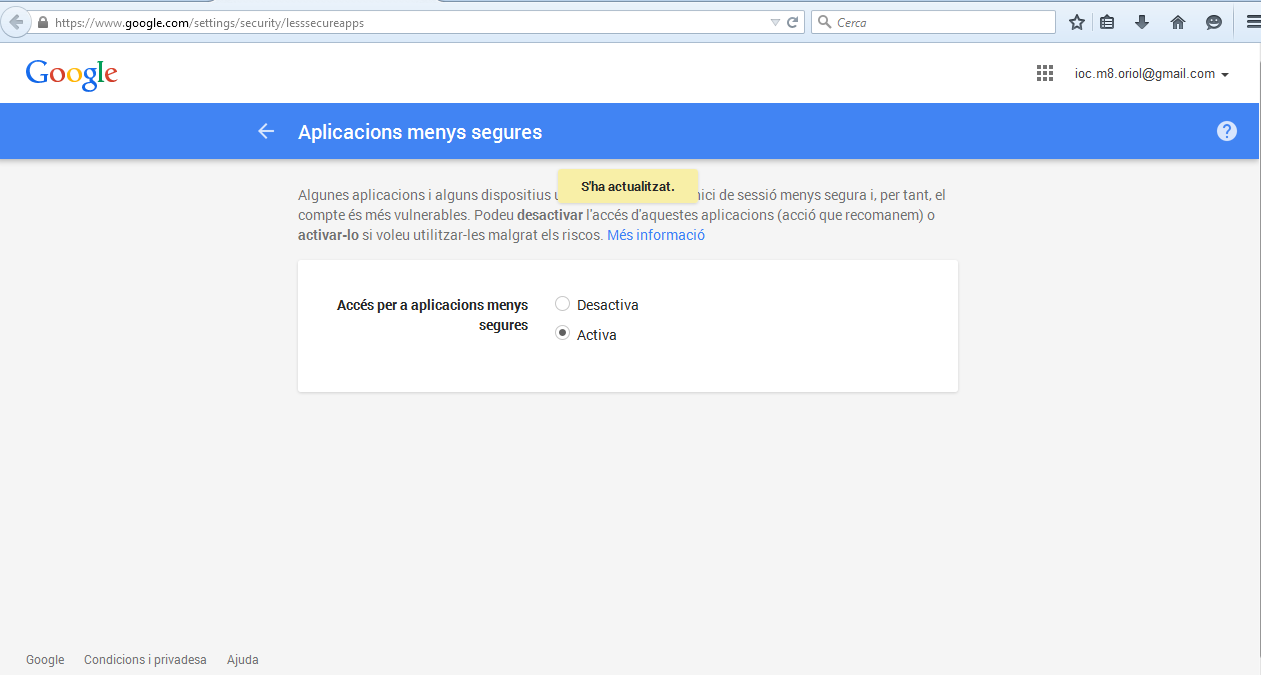 https://www.google.com/settings/security/lesssecureapps
Cerca
Google
ioc.m8.oriol@gmail.com
Aplicacions menys segures
?
S'ha actualitzat.
Algunes aplicacions i alguns dispositius nici de sessió menys segura i, per tant, el
compte és més vulnerables. Podeu desactivar l'accés d'aquestes aplicacions (acció que recomanem) o
activar-lo si voleu utilitzar-les malgrat els riscos. Més informació
Accés per a aplicacions menys
segures
Desactiva
Activa
Google Condicions i privadesa Ajuda